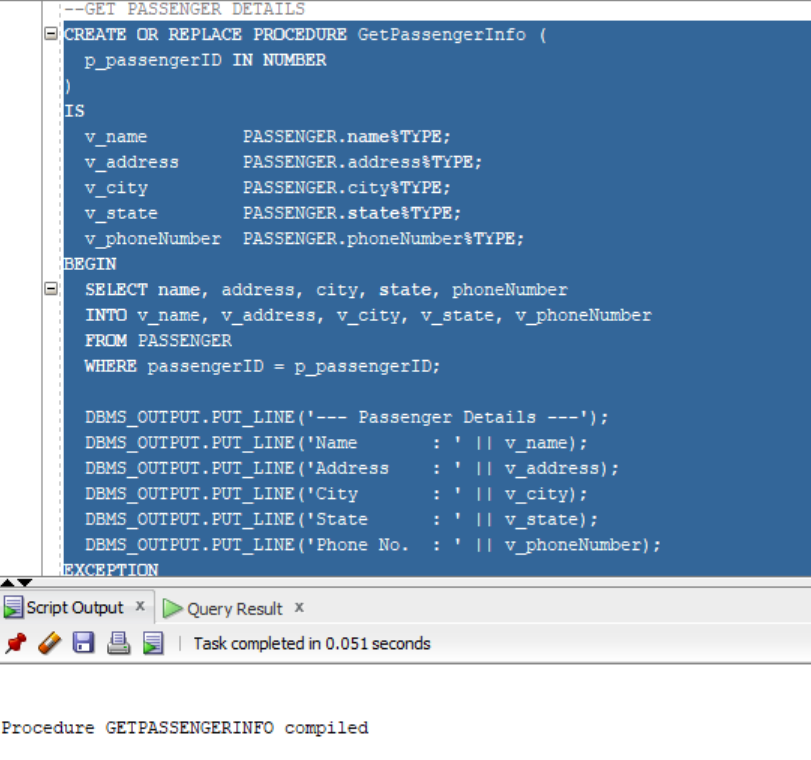 --GET PASSENGER DETAILS
CREATE OR REPLACE PROCEDURE GetPassengerInfo (
  p_passengerID IN NUMBER
)
IS
  v_name         PASSENGER.name%TYPE;
  v_address      PASSENGER.address%TYPE;
  v_city         PASSENGER.city%TYPE;
  v_state        PASSENGER.state%TYPE;
  v_phoneNumber  PASSENGER.phoneNumber%TYPE;
BEGIN
  SELECT name, address, city, state, phoneNumber
  INTO v_name, v_address, v_city, v_state, v_phoneNumber
  FROM PASSENGER
  WHERE passengerID = p_passengerID;
  DBMS_OUTPUT.PUT_LINE('--- Passenger Details ---');
  DBMS_OUTPUT.PUT_LINE('Name       : ' || v_name);
  DBMS_OUTPUT.PUT_LINE('Address    : ' || v_address);
  DBMS_OUTPUT.PUT_LINE('City       : ' || v_city);
  DBMS_OUTPUT.PUT_LINE('State      : ' || v_state);
  DBMS_OUTPUT.PUT_LINE('Phone No.  : ' || v_phoneNumber);
EXCEPTION
Script Output x Query Result x
Task completed in 0.051 seconds
Procedure GETPASSENGERINFO compiled